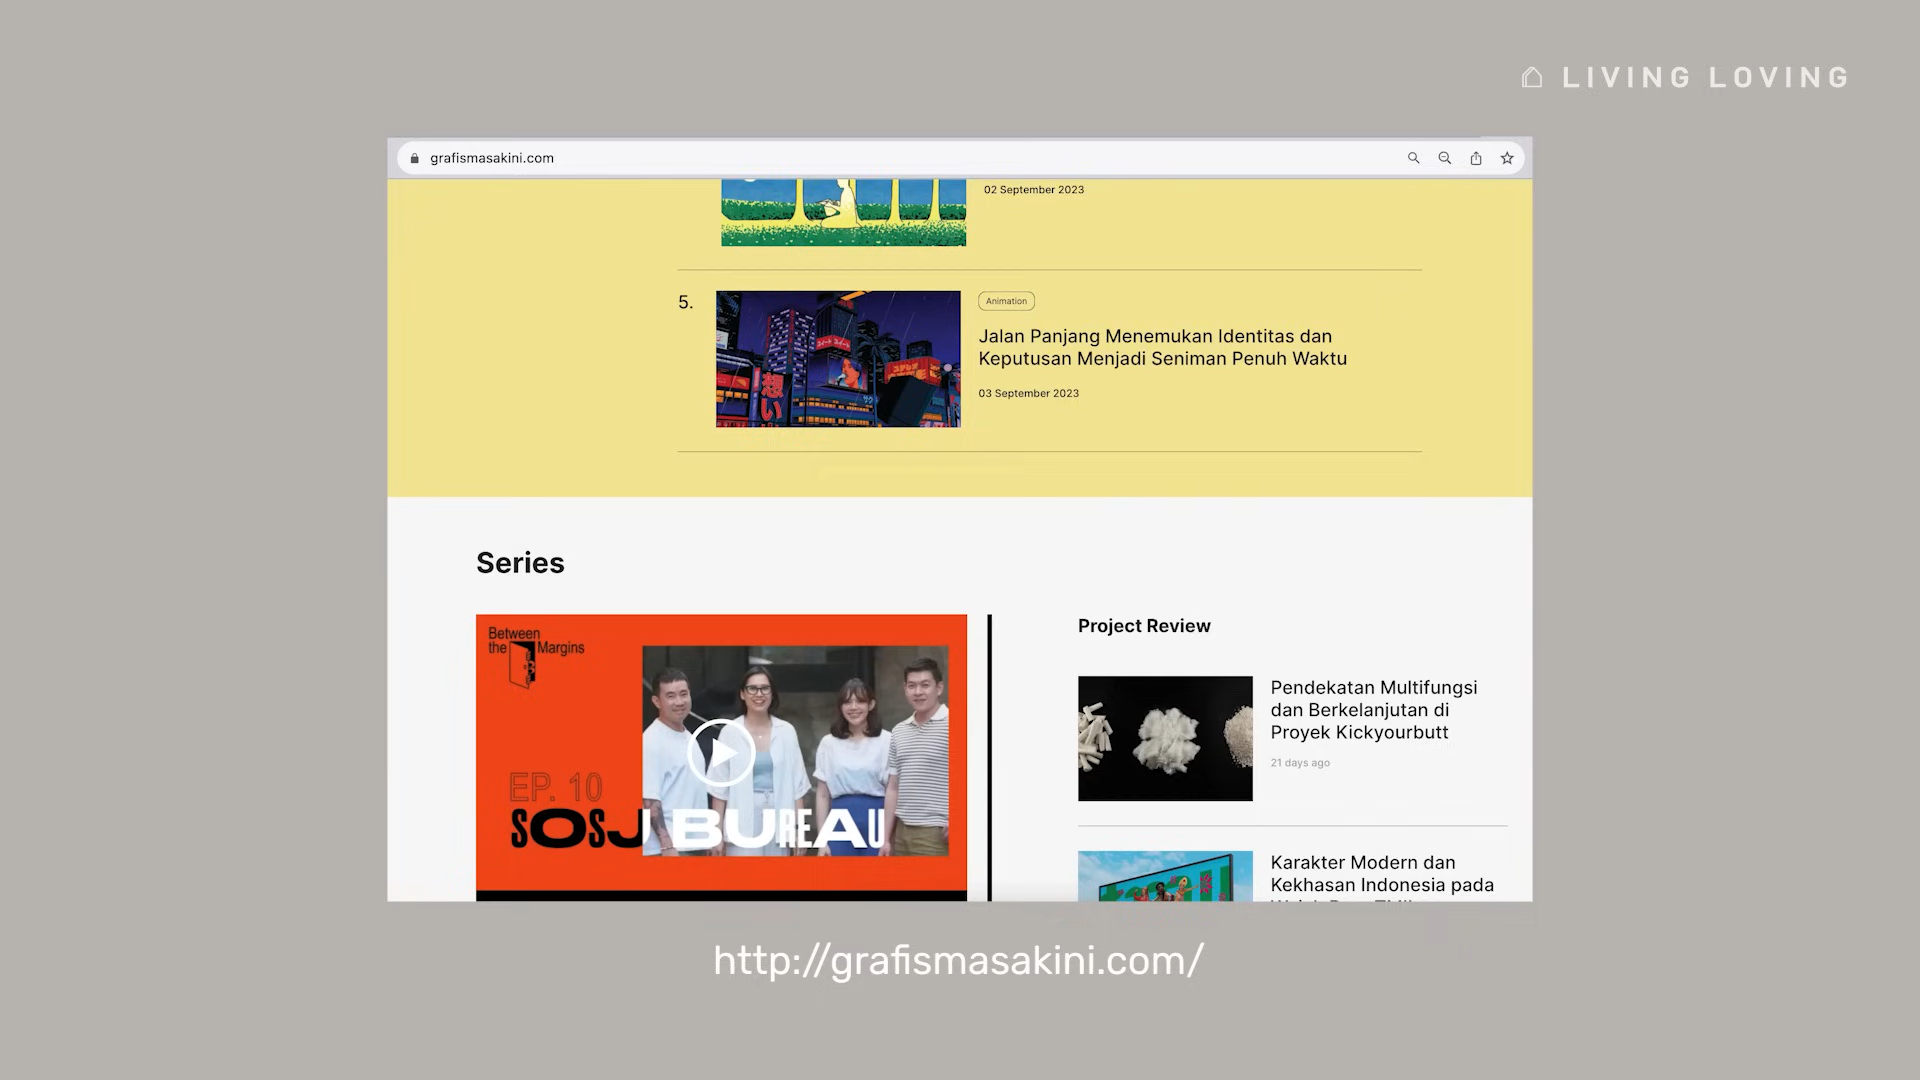 LIVING LOVING
grafismasakini.com
02 September 2023
5.
Animation
Jalan Panjang Menemukan Identitas dan
Keputusan Menjadi Seniman Penuh Waktu
03 September 2023
想い
Series
Between
the Margins
EP. 10
SOSJ BUREAU
Project Review
Pendekatan Multifungsi
dan Berkelanjutan di
Proyek Kickyourbutt
21 days ago
Karakter Modern dan
Kekhasan Indonesia pada
http://grafismasakini.com/